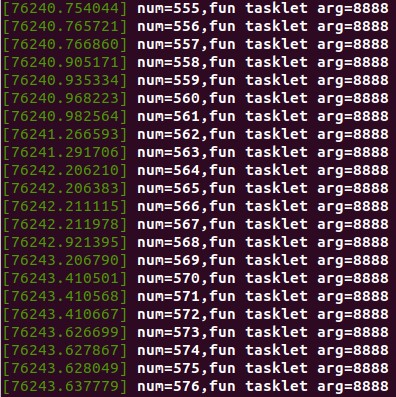 [76240.754044] num=555,fun tasklet arg=8888
[76240.765721] num=556,fun tasklet arg=8888
[76240.766860] num=557,fun tasklet arg=8888
[76240.905171] num=558,fun tasklet arg=8888
[76240.935334] num=559,fun tasklet arg=8888
[76240.968223] num=560,fun tasklet arg=8888
[76240.982564] num=561,fun tasklet arg=8888
[76241.266593] num=562,fun tasklet arg=8888
[76241.291706] num=563,fun tasklet arg=8888
[76242.206210] num=564,fun tasklet arg=8888
[76242.206383] num=565,fun tasklet arg=8888
[76242.211115] num=566,fun tasklet arg=8888
[76242.211978] num=567,fun tasklet arg=8888
[76242.921395] num=568,fun tasklet arg=8888
[76243.206790] num=569,fun tasklet arg=8888
[76243.410501] num=570,fun tasklet arg=8888
[76243.410568] num=571,fun tasklet arg=8888
[76243.410667] num=572,fun tasklet arg=8888
[76243.626699] num=573,fun tasklet arg=8888
[76243.627867] num=574,fun tasklet arg=8888
[76243.628049] num=575,fun tasklet arg=8888
[76243.637779] num=576,fun tasklet arg=8888